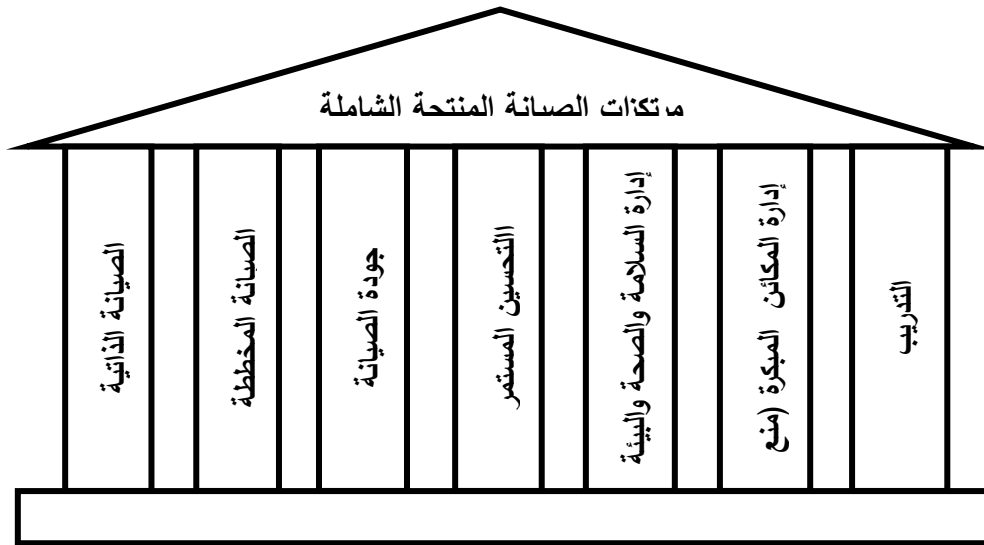 مرتكزات الصيانة المنتجة الشاملة
التدريب
إدارة المكائن المبكرة (منع
إدارة السلامة والصحة والبيئة
االتحسين المستمر
جودة الصيانة
الصيانة المخططة
الصيانة الذاتية